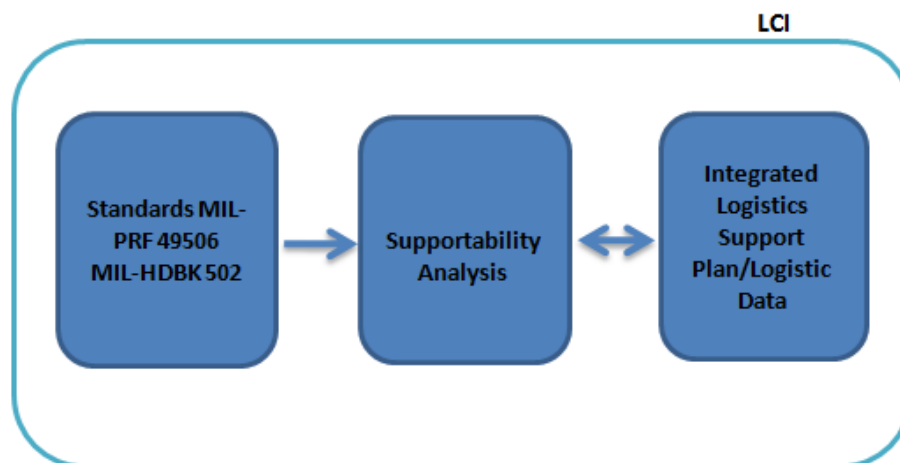 LCI
Standards MIL-
PRF 49506
MIL-HDBK 502
Supportability
Analysis
Integrated
Logistics
Support
Plan/Logistic
Data